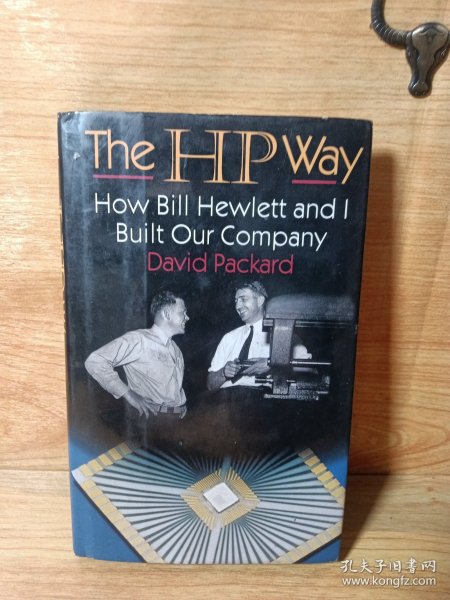 The HP Way
How Bill Hewlett and I
Built Our Company
David Packard
孔夫子旧书网
www.kongfz.com